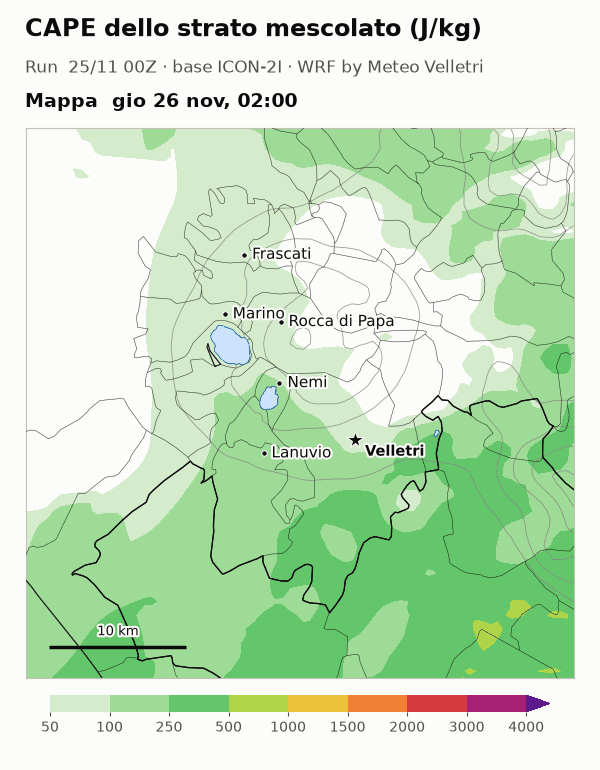 CAPE dello strato mescolato (J/kg)
Run  25/11 00Z · base ICON-2I · WRF by Meteo Velletri
Mappa  gio 26 nov, 02:00
Frascati
Marino
Rocca di Papa
Nemi
Velletri
Lanuvio
10 km
50 100 250 500 1000 1500 2000 3000 4000